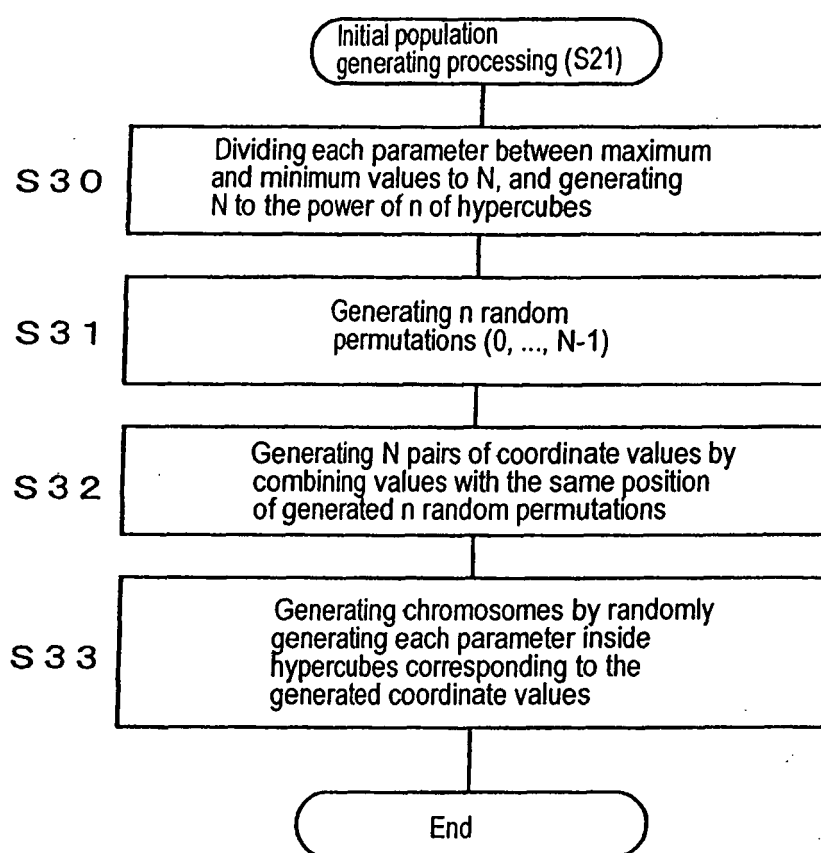 Initial population
generating processing (S21)
S30
Dividing each parameter between maximum
and minimum values to N, and generating
N to the power of n of hypercubes
S31
Generating n random
permutations (0, ..., N-1)
S32
Generating N pairs of coordinate values by
combining values with the same position
of generated n random permutations
S33
Generating chromosomes by randomly
generating each parameter inside
hypercubes corresponding to the
generated coordinate values
End